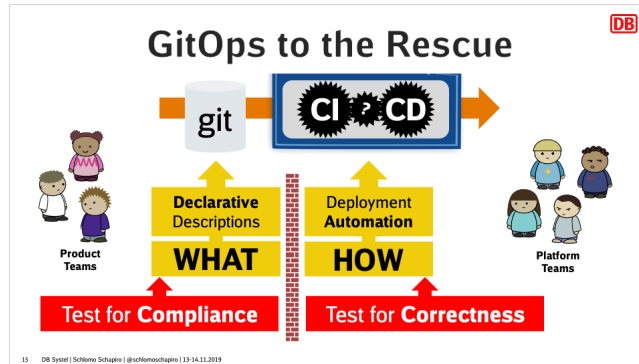 DB
GitOps to the Rescue
git
CI ? CD
Declarative
Descriptions
Deployment
Automation
WHAT
HOW
Product
Teams
Platform
Teams
Test for Compliance
Test for Correctness
15 DB Systel | Schlomo Schapiro | @schlomoschapiro | 13-14.11.2019